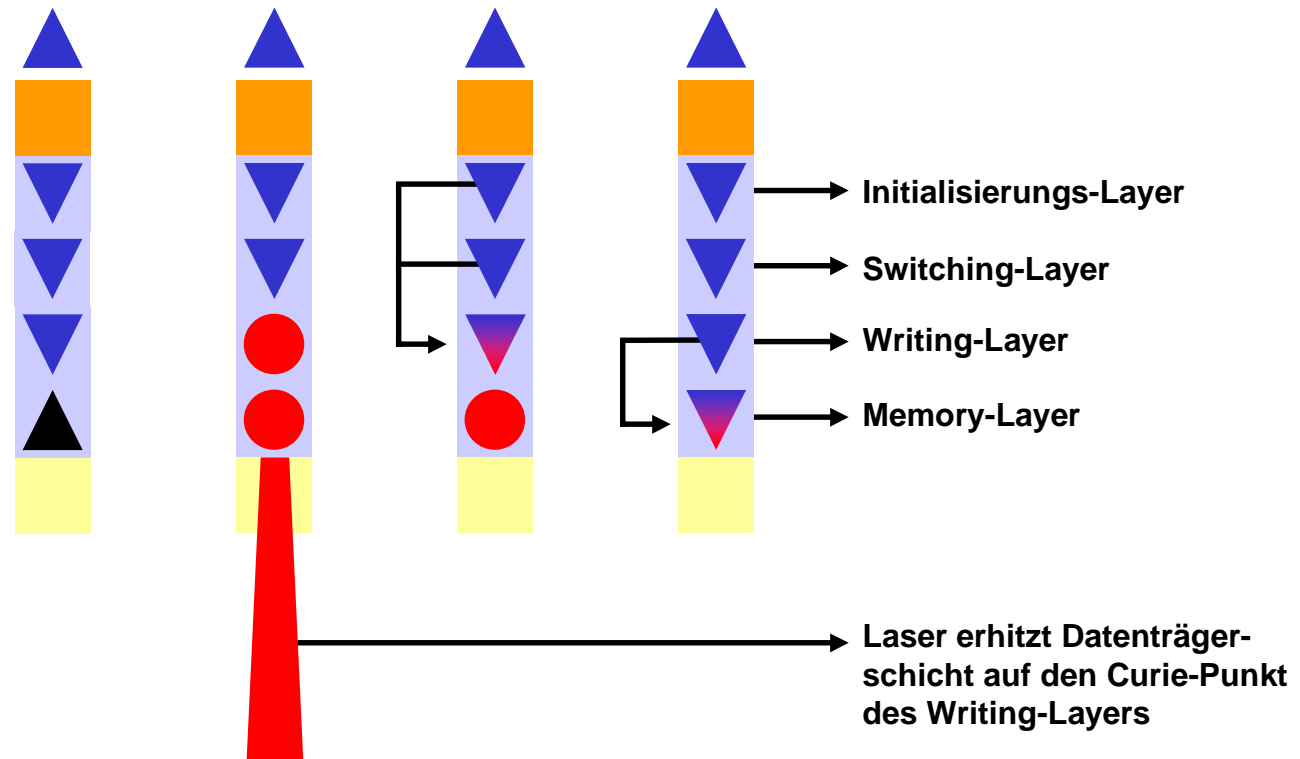 Initialisierungs-Layer
Switching-Layer
Writing-Layer
Memory-Layer
Laser erhitzt Datenträger-
schicht auf den Curie-Punkt
des Writing-Layers